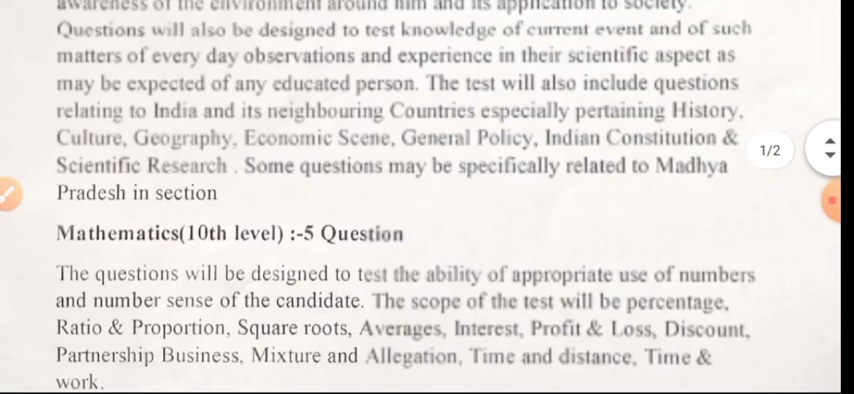 awareness of the environment around him and its application to society.
Questions will also be designed to test knowledge of current event and of such
matters of every day observations and experience in their scientific aspect as
may be expected of any educated person. The test will also include questions
relating to India and its neighbouring Countries especially pertaining History,
Culture, Geography, Economic Scene, General Policy, Indian Constitution &
Scientific Research . Some questions may be specifically related to Madhya
Pradesh in section
1/2
Mathematics(10th level) :-5 Question
The questions will be designed to test the ability of appropriate use of numbers
and number sense of the candidate. The scope of the test will be percentage,
Ratio & Proportion, Square roots, Averages, Interest, Profit & Loss, Discount,
Partnership Business, Mixture and Allegation, Time and distance, Time &
work.